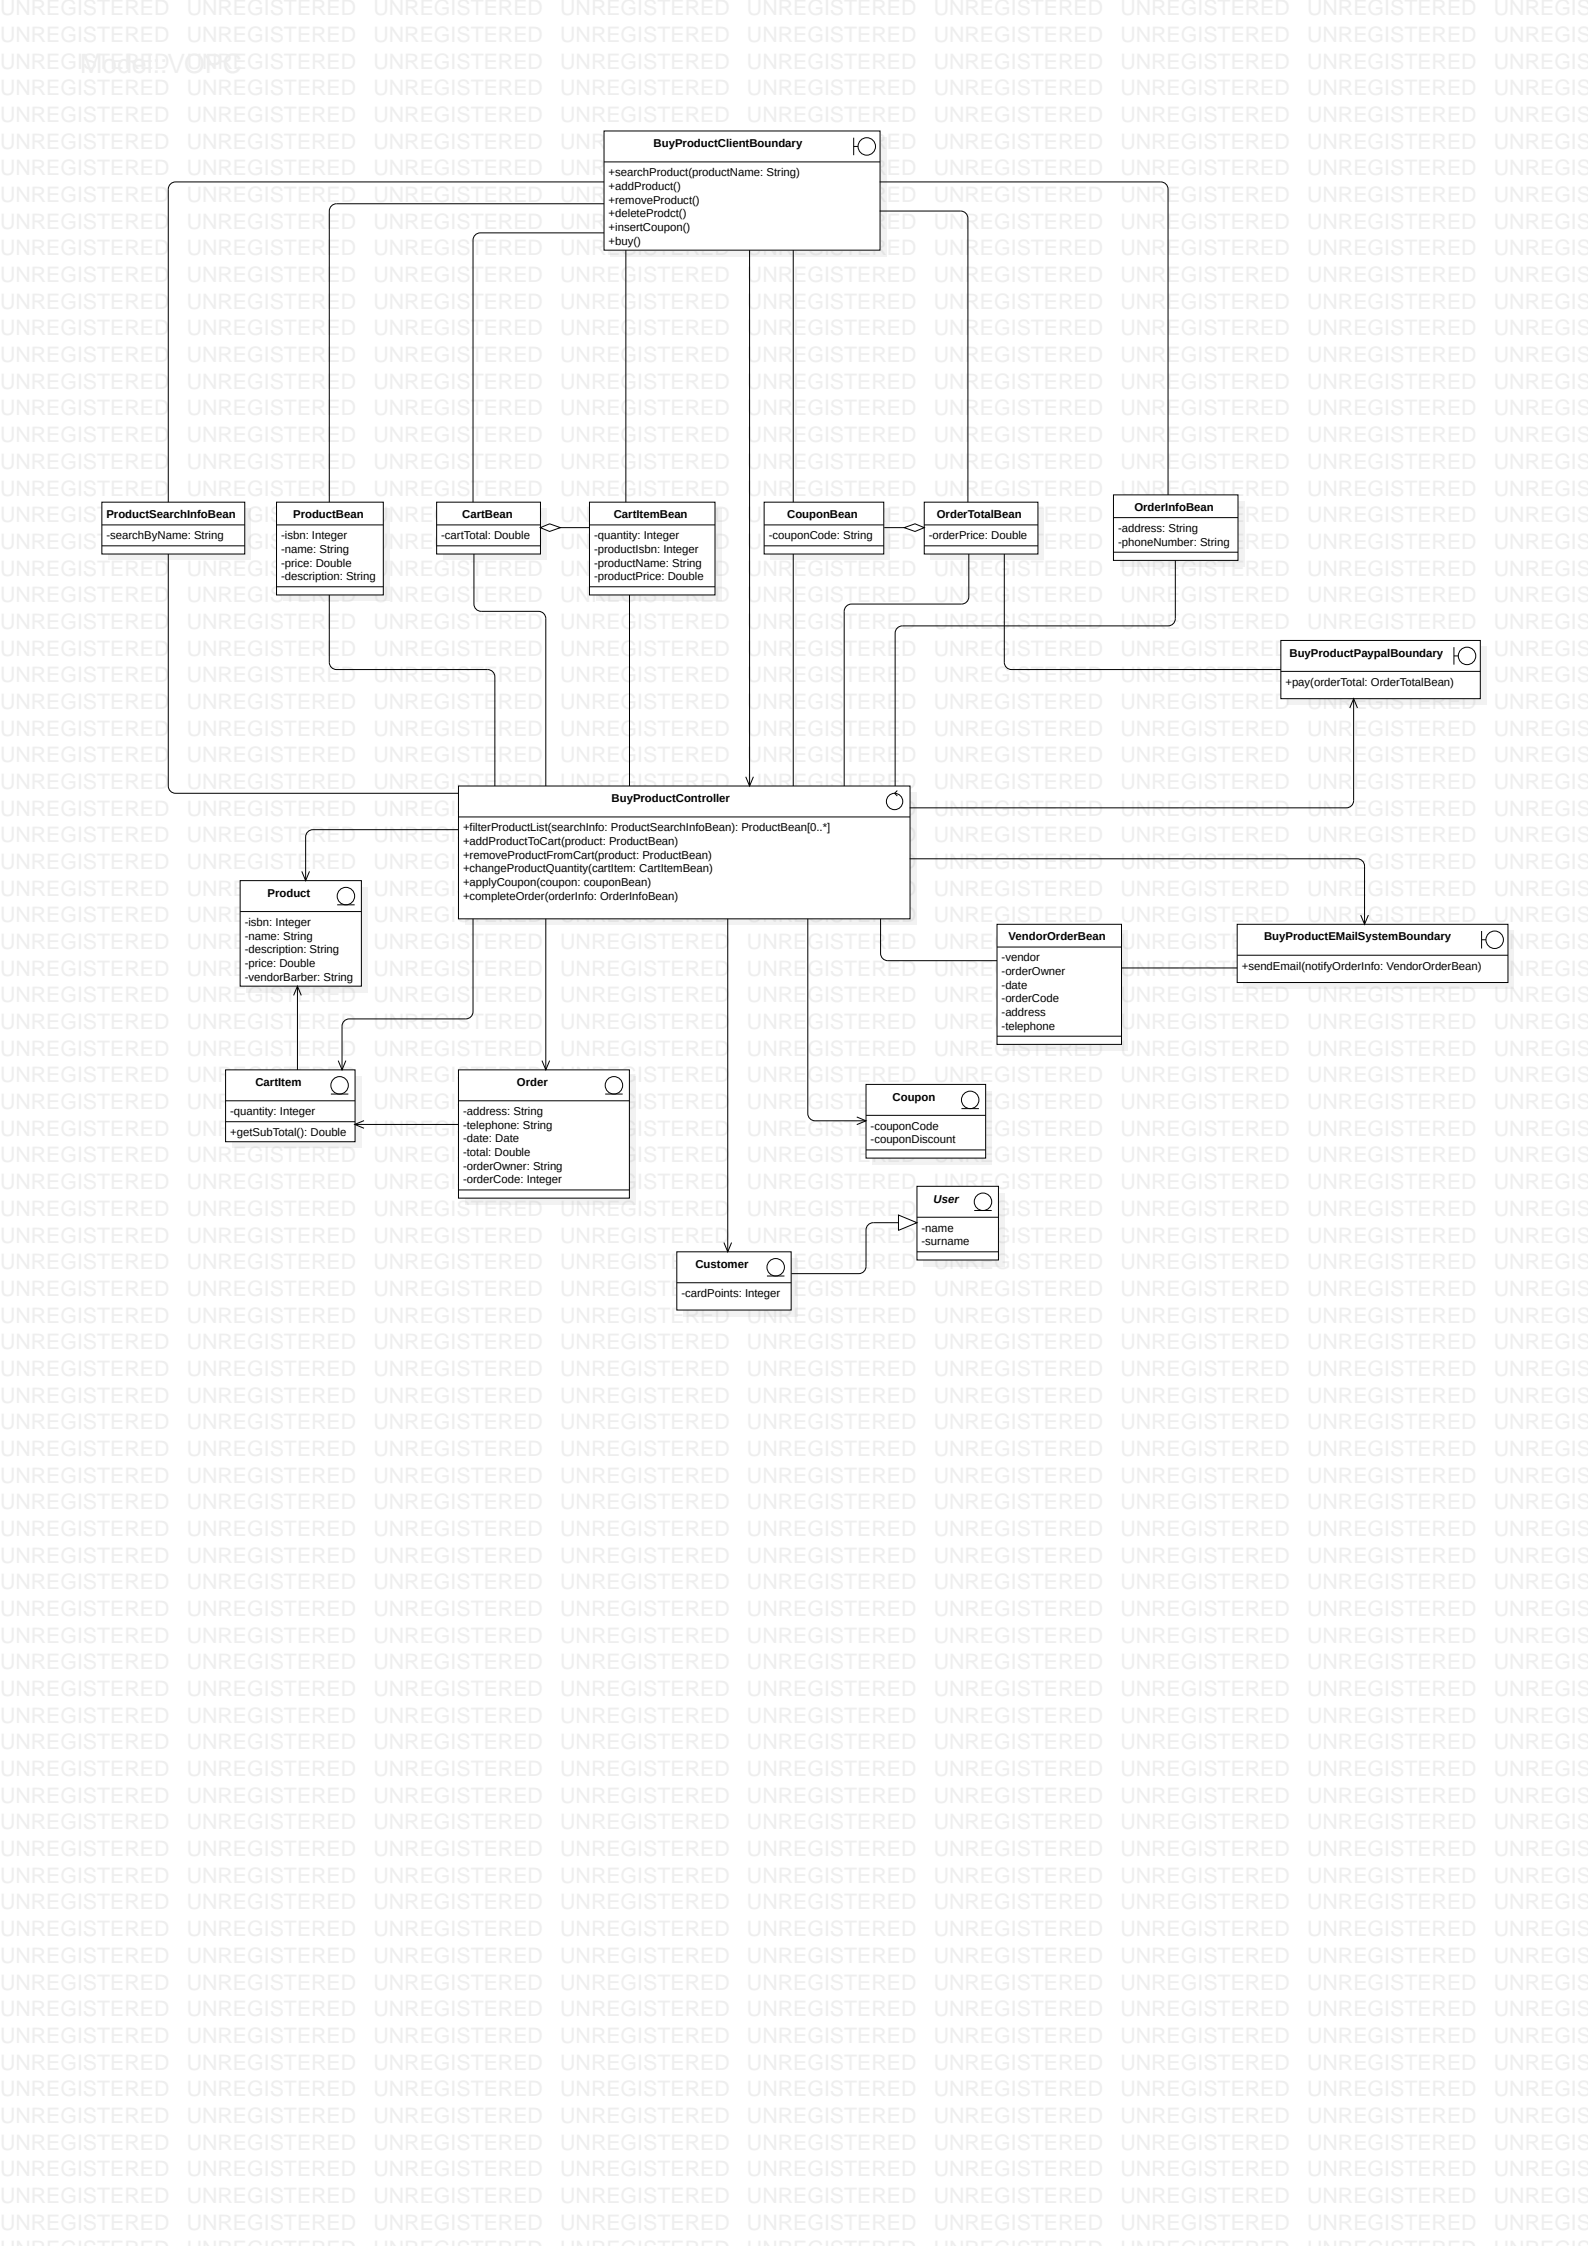 Model::VOPC
BuyProductClientBoundary
+searchProduct(productName: String)
+addProduct()
+removeProduct()
+deleteProdct()
+insertCoupon()
+buy()
ProductSearchInfoBean
-searchByName: String
ProductBean
-isbn: Integer
-name: String
-price: Double
-description: String
CartBean
-cartTotal: Double
CartItemBean
-quantity: Integer
-productIsbn: Integer
-productName: String
-productPrice: Double
CouponBean
-couponCode: String
OrderTotalBean
-orderPrice: Double
OrderInfoBean
-address: String
-phoneNumber: String
BuyProductPaypalBoundary
+pay(orderTotal: OrderTotalBean)
BuyProductController
+filterProductList(searchInfo: ProductSearchInfoBean): ProductBean[0..*]
+addProductToCart(product: ProductBean)
+removeProductFromCart(product: ProductBean)
+changeProductQuantity(cartItem: CartItemBean)
+applyCoupon(coupon: couponBean)
+completeOrder(orderInfo: OrderInfoBean)
Product
-isbn: Integer
-name: String
-description: String
-price: Double
-vendorBarber: String
VendorOrderBean
-vendor
-orderOwner
-date
-orderCode
-address
-telephone
BuyProductEMailSystemBoundary
+sendEmail(notifyOrderInfo: VendorOrderBean)
CartItem
-quantity: Integer
+getSubTotal(): Double
Order
-address: String
-telephone: String
-date: Date
-total: Double
-orderOwner: String
-orderCode: Integer
Coupon
-couponCode
-couponDiscount
User
-name
-surname
Customer
-cardPoints: Integer
UNREGISTERED